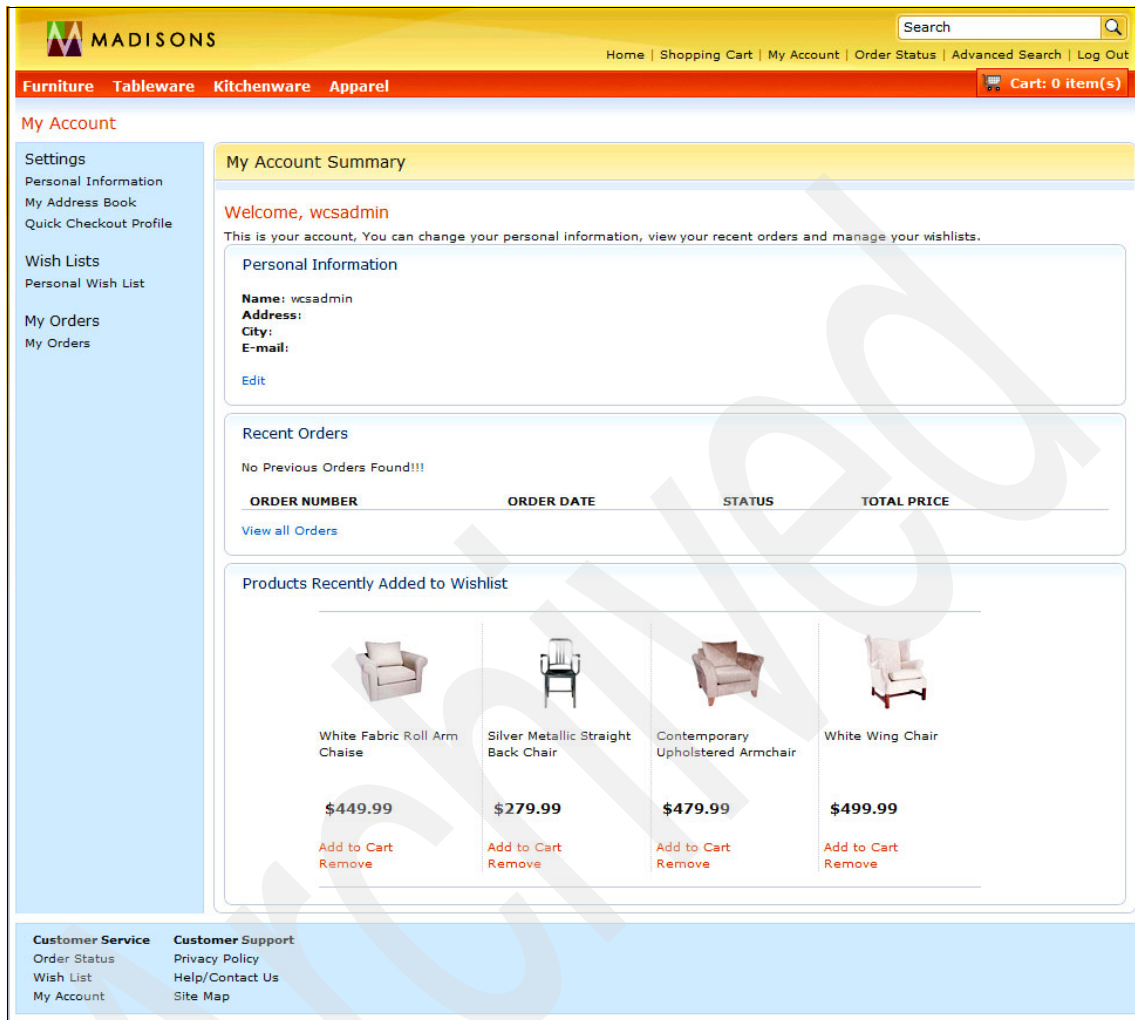 MADISONS
Search
Home | Shopping Cart | My Account | Order Status | Advanced Search | Log Out
Furniture Tableware Kitchenware Apparel
Cart: 0 item(s)
My Account
Settings
Personal Information
My Address Book
Quick Checkout Profile
Wish Lists
Personal Wish List
My Orders
My Orders
My Account Summary
Welcome, wcsadmin
This is your account, You can change your personal information, view your recent orders and manage your wishlists.
Personal Information
Name: wcsadmin
Address:
City:
E-mail:
Edit
Recent Orders
No Previous Orders Found!!!
ORDER NUMBER ORDER DATE STATUS TOTAL PRICE
View all Orders
Products Recently Added to Wishlist
White Fabric Roll Arm
Chaise
$449.99
Add to Cart
Remove
Silver Metallic Straight
Back Chair
$279.99
Add to Cart
Remove
Contemporary
Upholstered Armchair
$479.99
Add to Cart
Remove
White Wing Chair
$499.99
Add to Cart
Remove
Customer Service
Order Status
Wish List
My Account
Customer Support
Privacy Policy
Help/Contact Us
Site Map
Archived